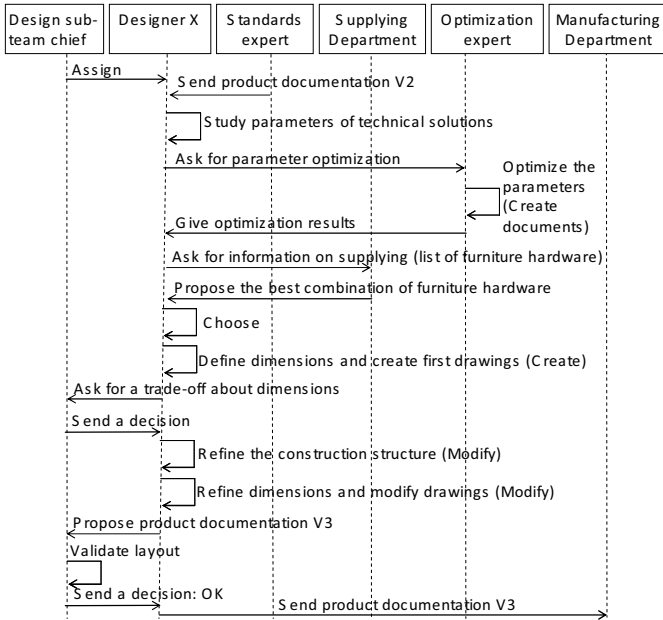 Design sub-
team chief
Designer X
Standards
expert
Supplying
Department
Optimization
expert
Manufacturing
Department
Assign
Send product documentation V2
Study parameters of technical solutions
Ask for parameter optimization
Optimize the
parameters
(Create
documents)
Give optimization results
Ask for information on supplying (list of furniture hardware)
Propose the best combination of furniture hardware
Choose
Define dimensions and create first drawings (Create)
Ask for a trade-off about dimensions
Send a decision
Refine the construction structure (Modify)
Refine dimensions and modify drawings (Modify)
Propose product documentation V3
Validate layout
Send a decision: OK
Send product documentation V3